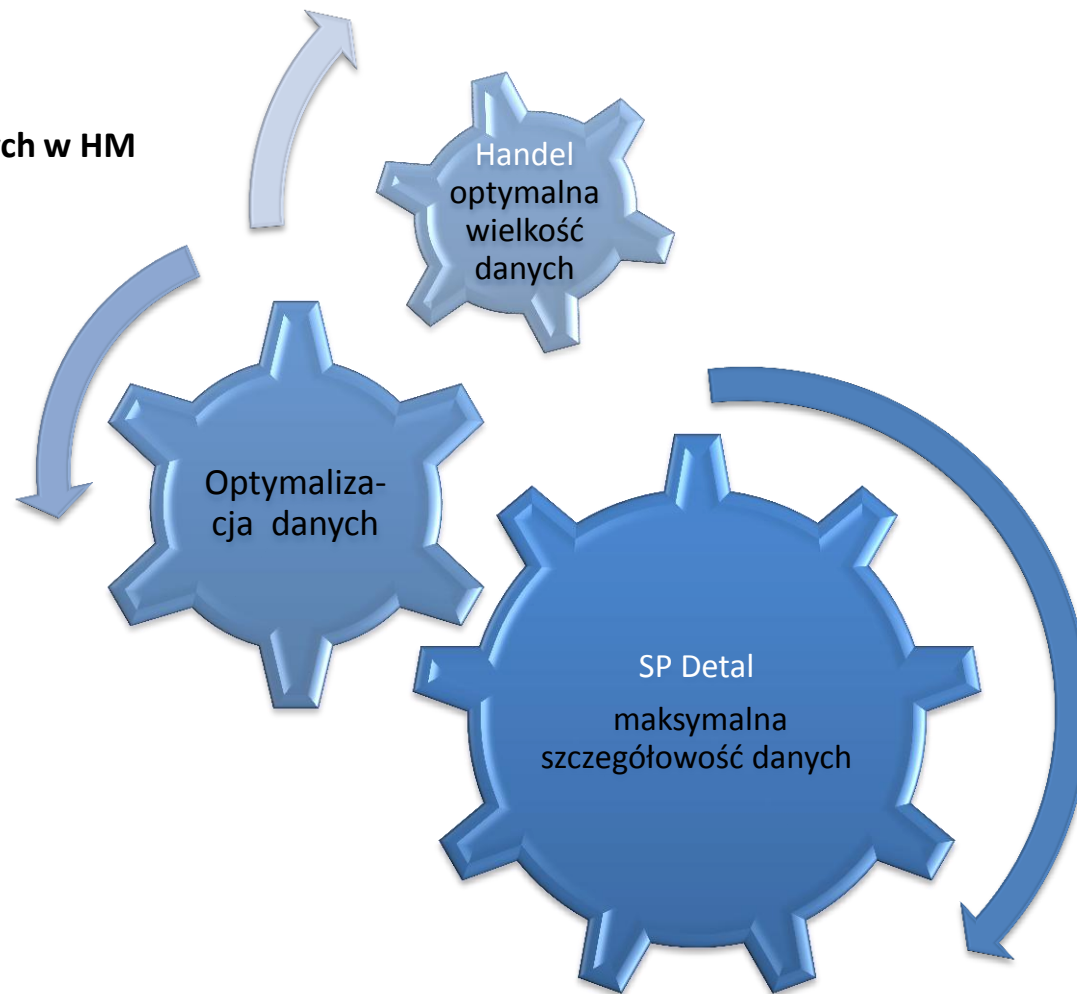 ch w HM
Handel
optymalna
wielkość
danych
Optymaliza-
cja danych
SP Detal
maksymalna
szczegółowość danych